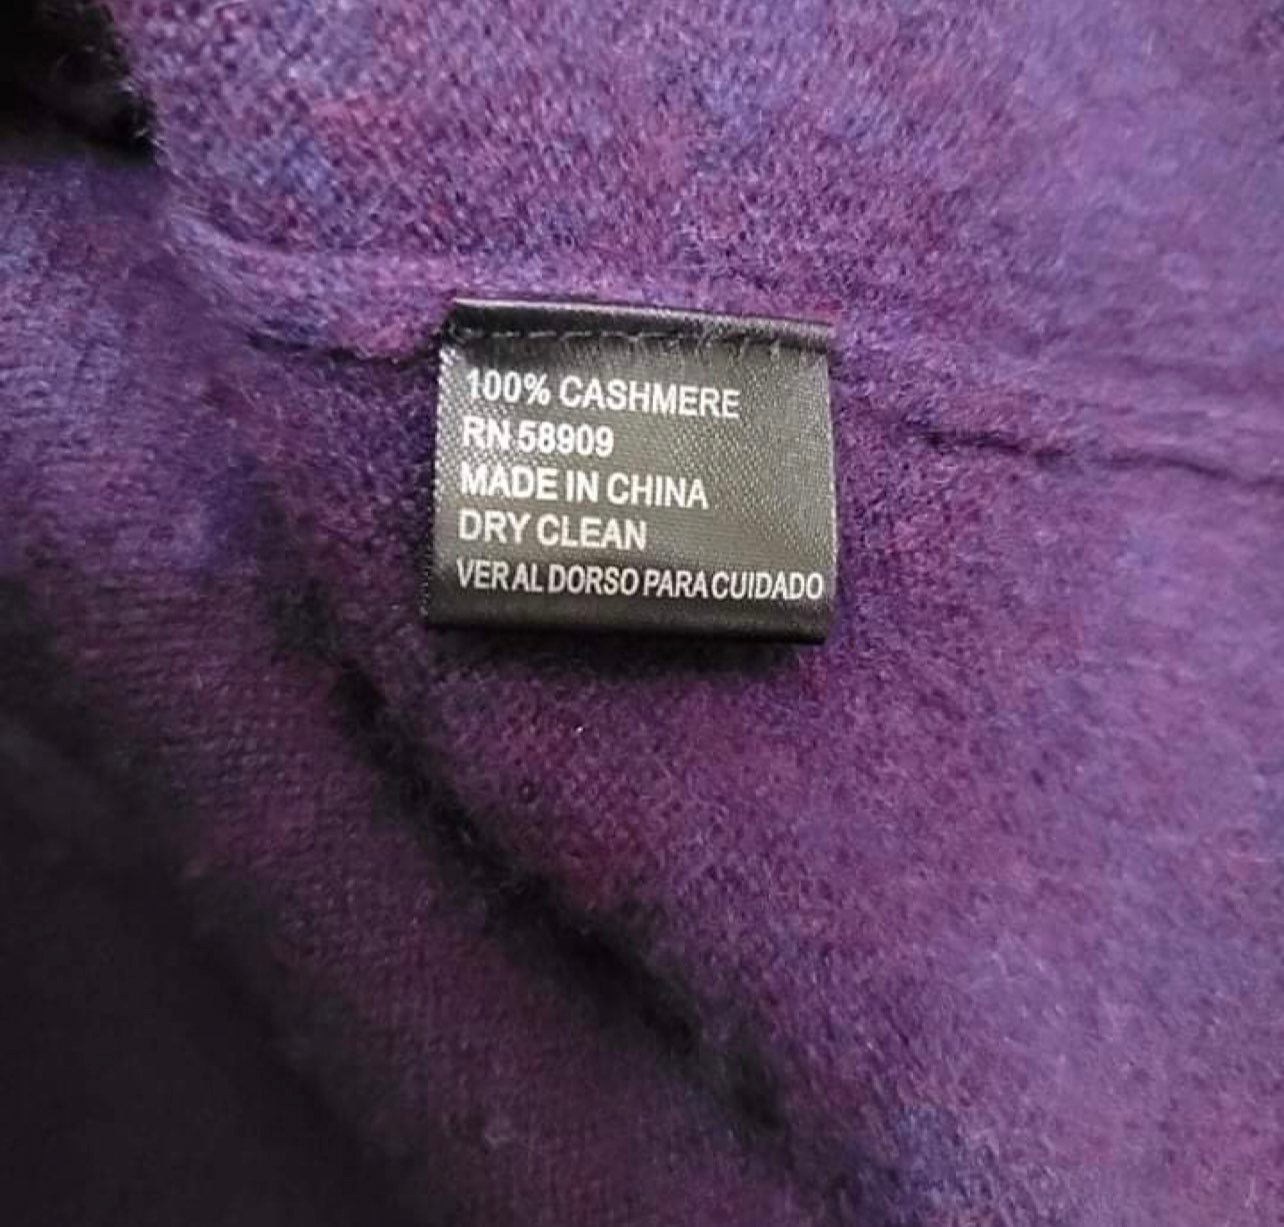 100% CASHMERE
RN 58909
MADE IN CHINA
DRY CLEAN
VER AL DORSO PARA CUIDADO